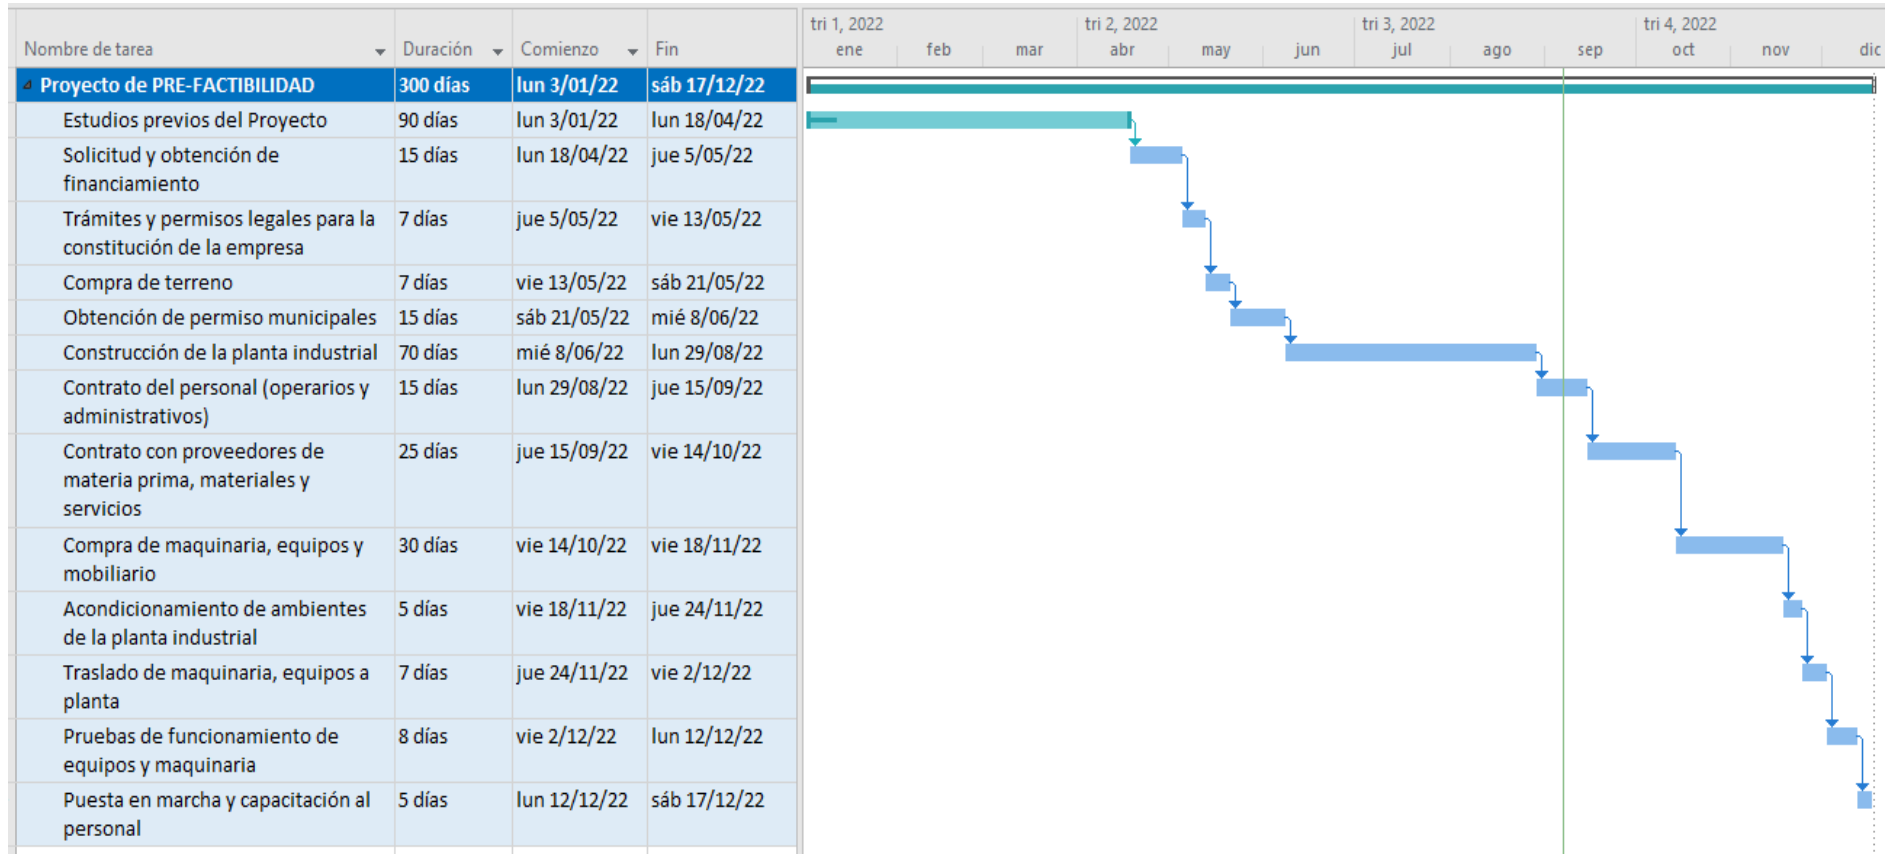 tri 1, 2022 tri 2, 2022 tri 3, 2022 tri 4, 2022
Nombre de tarea Duración Comienzo Fin ene feb mar abr may jun jul ago sep oct nov dic
Proyecto de PRE-FACTIBILIDAD 300 días lun 3/01/22 sáb 17/12/22
Estudios previos del Proyecto 90 días lun 3/01/22 lun 18/04/22
Solicitud y obtención de 15 días lun 18/04/22 jue 5/05/22
financiamiento
Trámites y permisos legales para la 7 días jue 5/05/22 vie 13/05/22
constitución de la empresa
Compra de terreno 7 días vie 13/05/22 sáb 21/05/22
Obtención de permiso municipales 15 días sáb 21/05/22 mié 8/06/22
Construcción de la planta industrial 70 días mié 8/06/22 lun 29/08/22
Contrato del personal (operarios y 15 días lun 29/08/22 jue 15/09/22
administrativos)
Contrato con proveedores de 25 días jue 15/09/22 vie 14/10/22
materia prima, materiales y
servicios
Compra de maquinaria, equipos y 30 días vie 14/10/22 vie 18/11/22
mobiliario
Acondicionamiento de ambientes 5 días vie 18/11/22 jue 24/11/22
de la planta industrial
Traslado de maquinaria, equipos a 7 días jue 24/11/22 vie 2/12/22
planta
Pruebas de funcionamiento de 8 días vie 2/12/22 lun 12/12/22
equipos y maquinaria
Puesta en marcha y capacitación al 5 días lun 12/12/22 sáb 17/12/22
personal